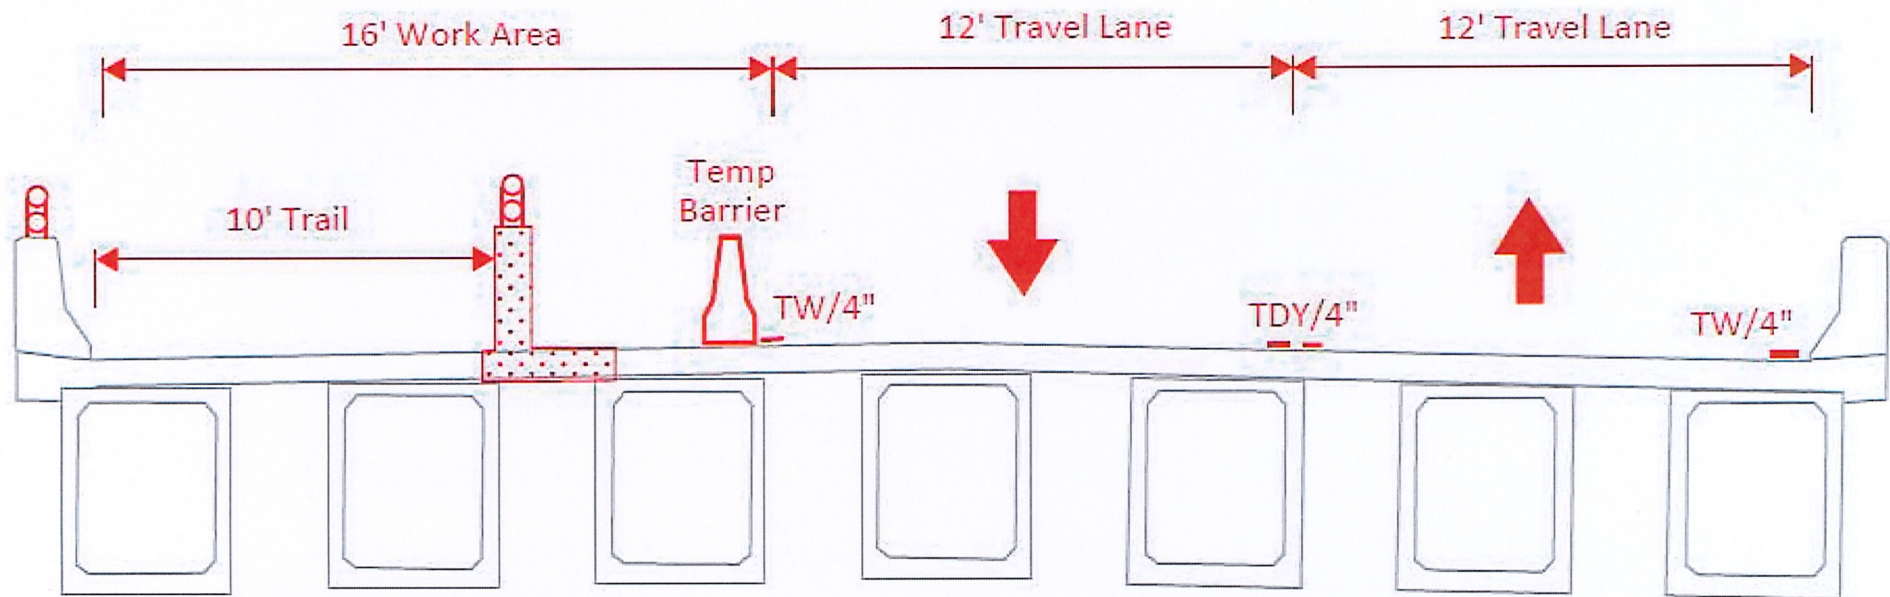 16' Work Area
12' Travel Lane
12' Travel Lane
10' Trail
Temp
Barrier
TW/4"
TDY/4"
TW/4"